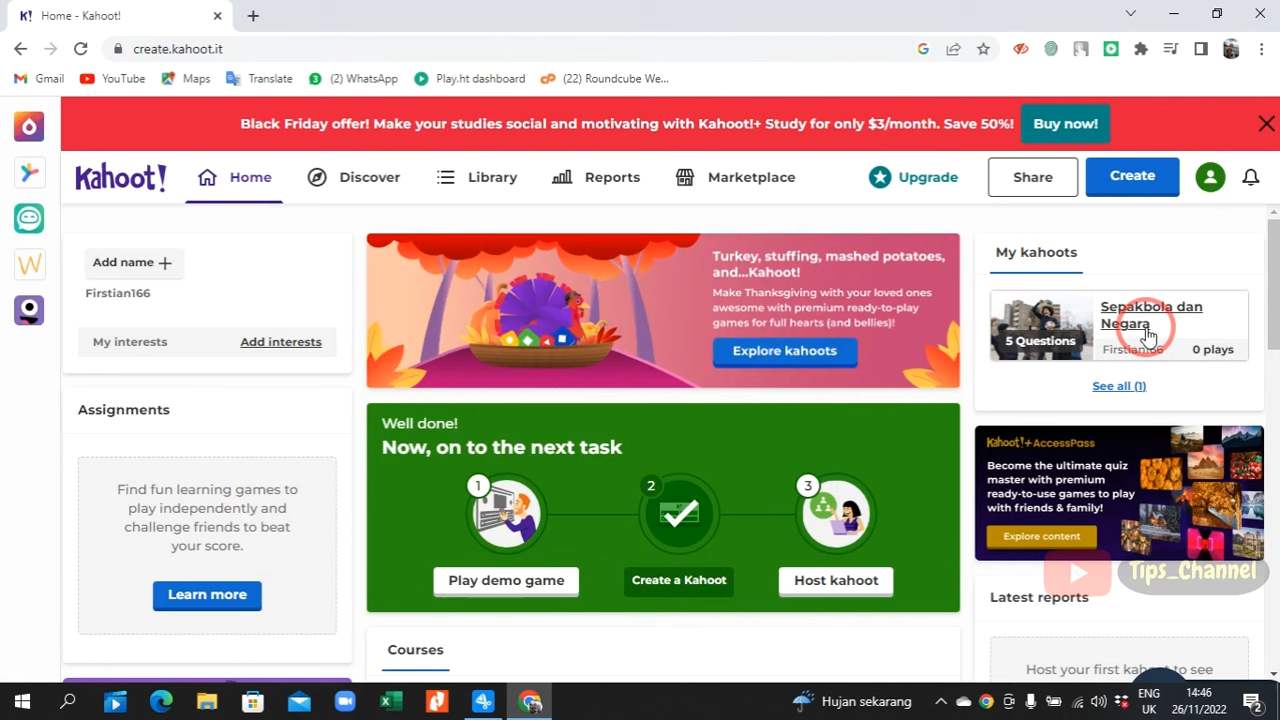 Home - Kahoot!
create.kahoot.it
Gmail
YouTube
Maps
Translate
(2) WhatsApp
Play.ht dashboard
(22) Roundcube We...
Black Friday offer! Make your studies social and motivating with Kahoot!+ Study for only $3/month. Save 50%!
Buy now!
Kahoot!
Home
Discover
Library
Reports
Marketplace
Upgrade
Share
Create
Add name +
Firstian166
My interests
Add interests
Assignments
Find fun learning games to
play independently and
challenge friends to beat
your score.
Learn more
Turkey, stuffing, mashed potatoes,
and...Kahoot!
Make Thanksgiving with your loved ones
awesome with premium ready-to-play
games for full hearts (and bellies)!
Explore kahoots
Well done!
Now, on to the next task
1
2
3
Play demo game
Create a Kahoot
Host kahoot
Courses
My kahoots
Sepakbola dan
Negara
5 Questions
Firstian166
0 plays
See all (1)
Kahoot!+ AccessPass
Become the ultimate quiz
master with premium
ready-to-use games to play
with friends & family!
Explore content
Tips_Channel
Latest reports
Host your first kahoot to see
Hujan sekarang
ENG
UK
14:46
26/11/2022
2